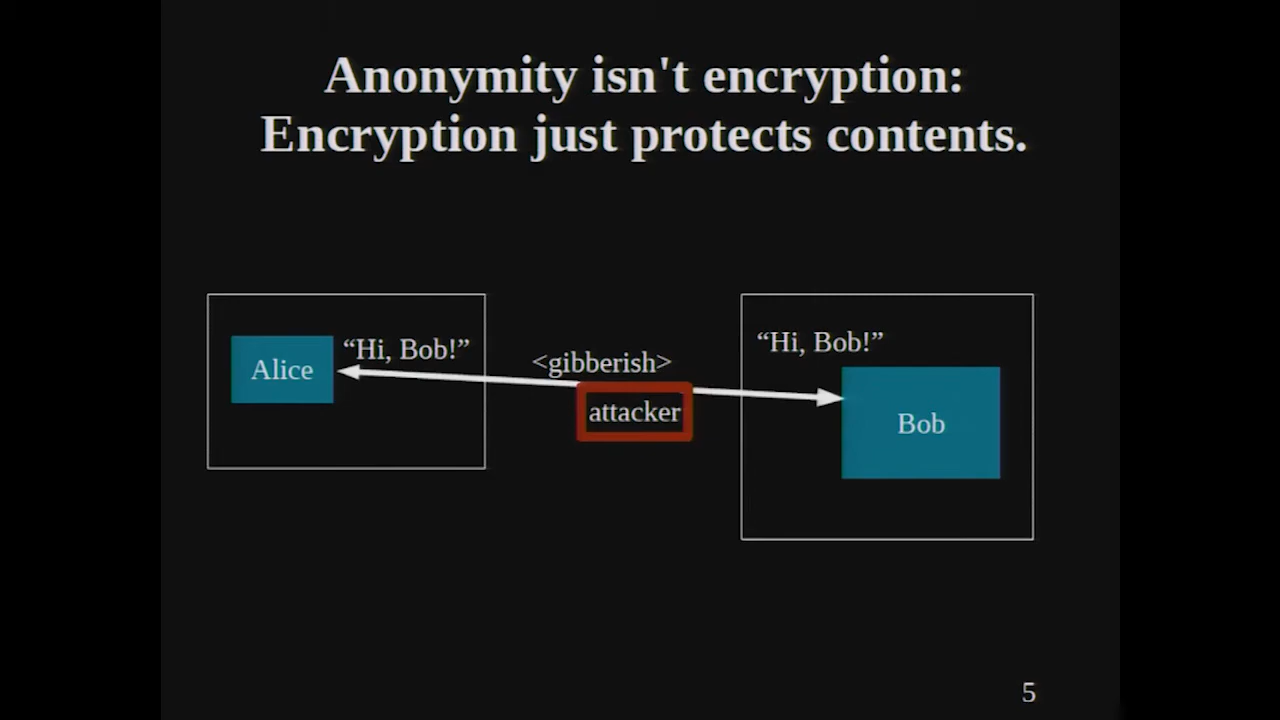 Anonymity isn't encryption:
Encryption just protects contents.
Alice
“Hi, Bob!”
<gibberish>
attacker
“Hi, Bob!”
Bob
5